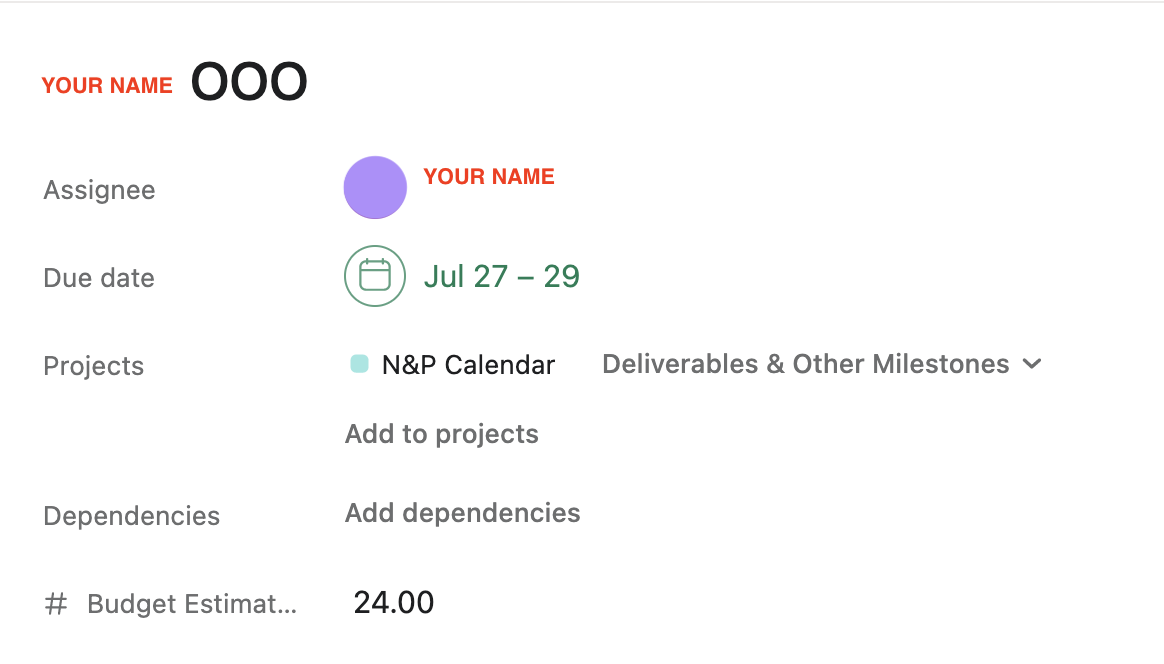 YOUR NAME OOO
Assignee YOUR NAME
Due date Jul 27 – 29
Projects N&P Calendar Deliverables & Other Milestones
Add to projects
Dependencies Add dependencies
# Budget Estimat... 24.00